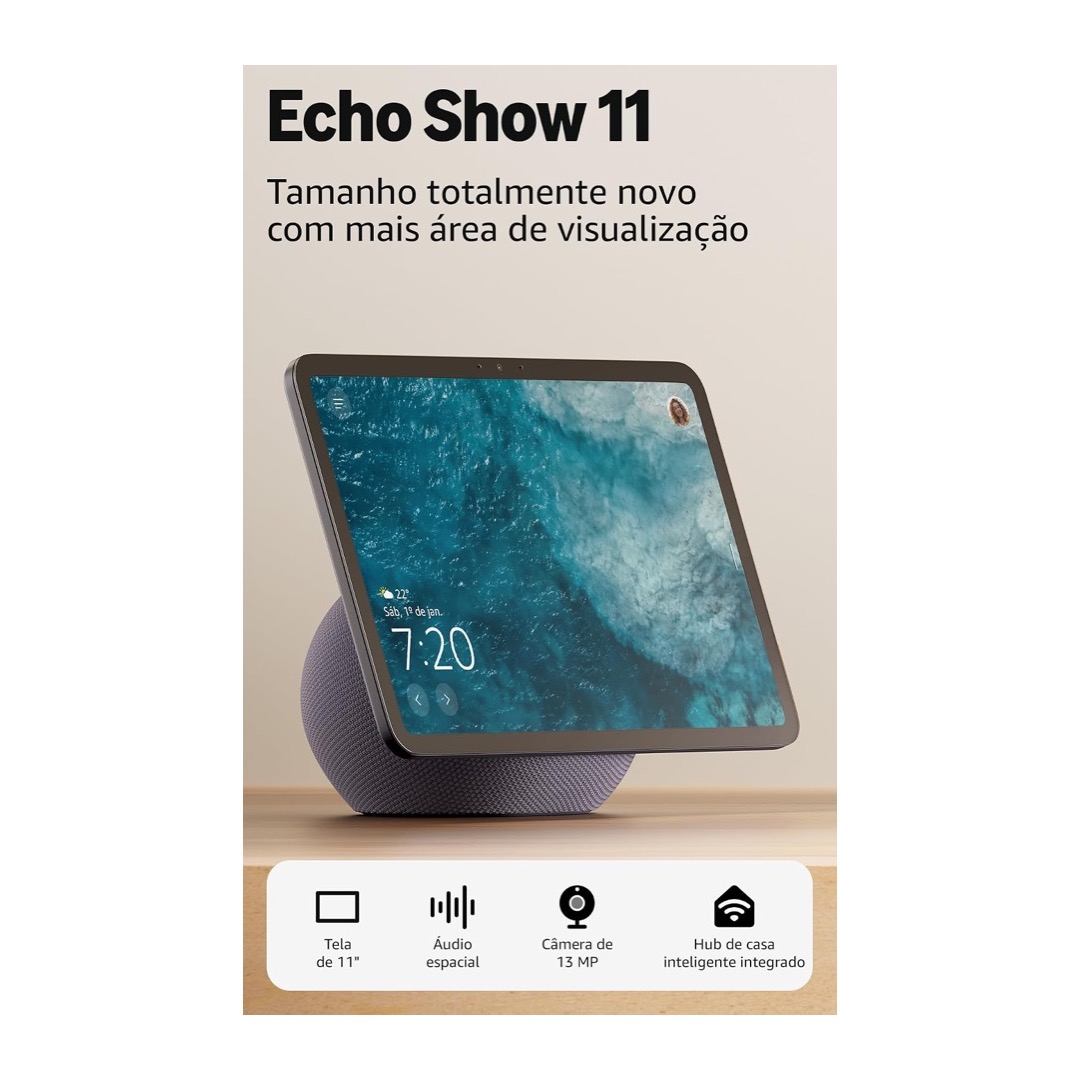 Echo Show 11
Tamanho totalmente novo
com mais área de visualização
22°
Sáb, 1º de jan.
7:20
Tela
de 11"
Áudio
espacial
Câmera de
13 MP
Hub de casa
inteligente integrado